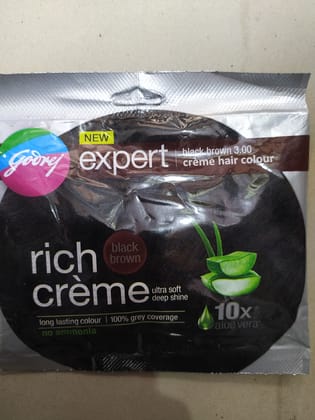 Godrej
NEW
expert
black brown 3.00
crème hair colour
rich
crème
black
brown
ultra soft
deep shine
long lasting colour | 100% grey coverage
no ammonia
10x
aloe vera*